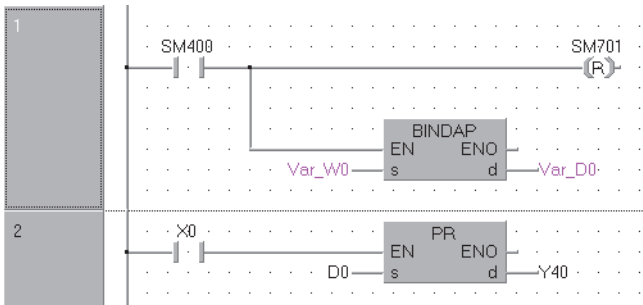 1
SM400 SM701
(R)
BINDAP
EN ENO
Var_W0 s d Var_D0
2
X0 PR
EN ENO
D0 s d Y40